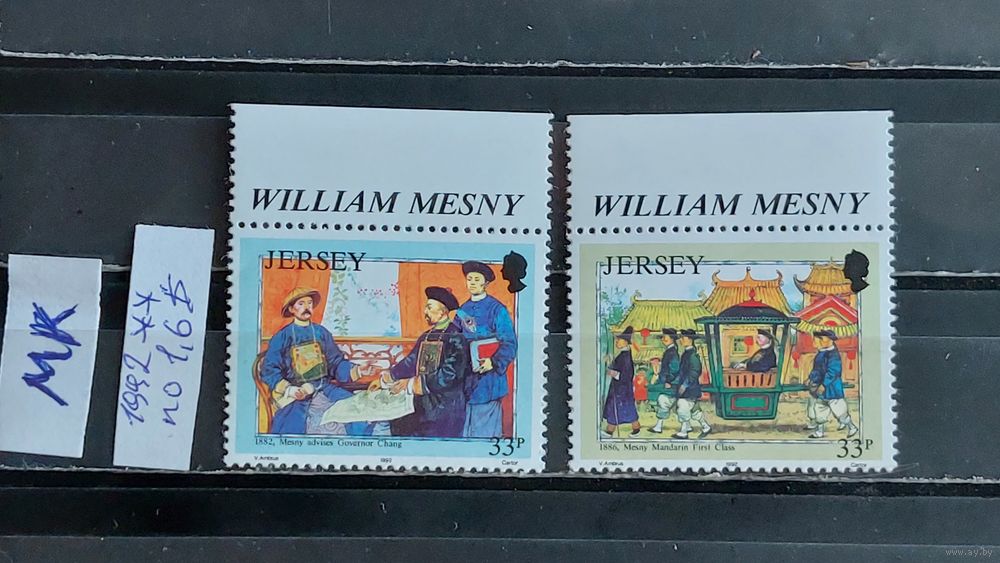 MK
1992 **
по 1,6 $
WILLIAM MESNY
JERSEY
1882, Mesny advises Governor Chang
33P
V.Ambrus 1992 Cartor
WILLIAM MESNY
JERSEY
1886, Mesny Mandarin First Class
33P
V.Ambrus 1992 Cartor
www.ay.by